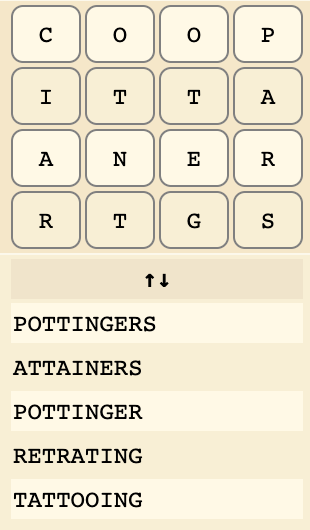 C O O P
I T T A
A N E R
R T G S
↑↓
POTTINGERS
ATTAINERS
POTTINGER
RETRATING
TATTOOING